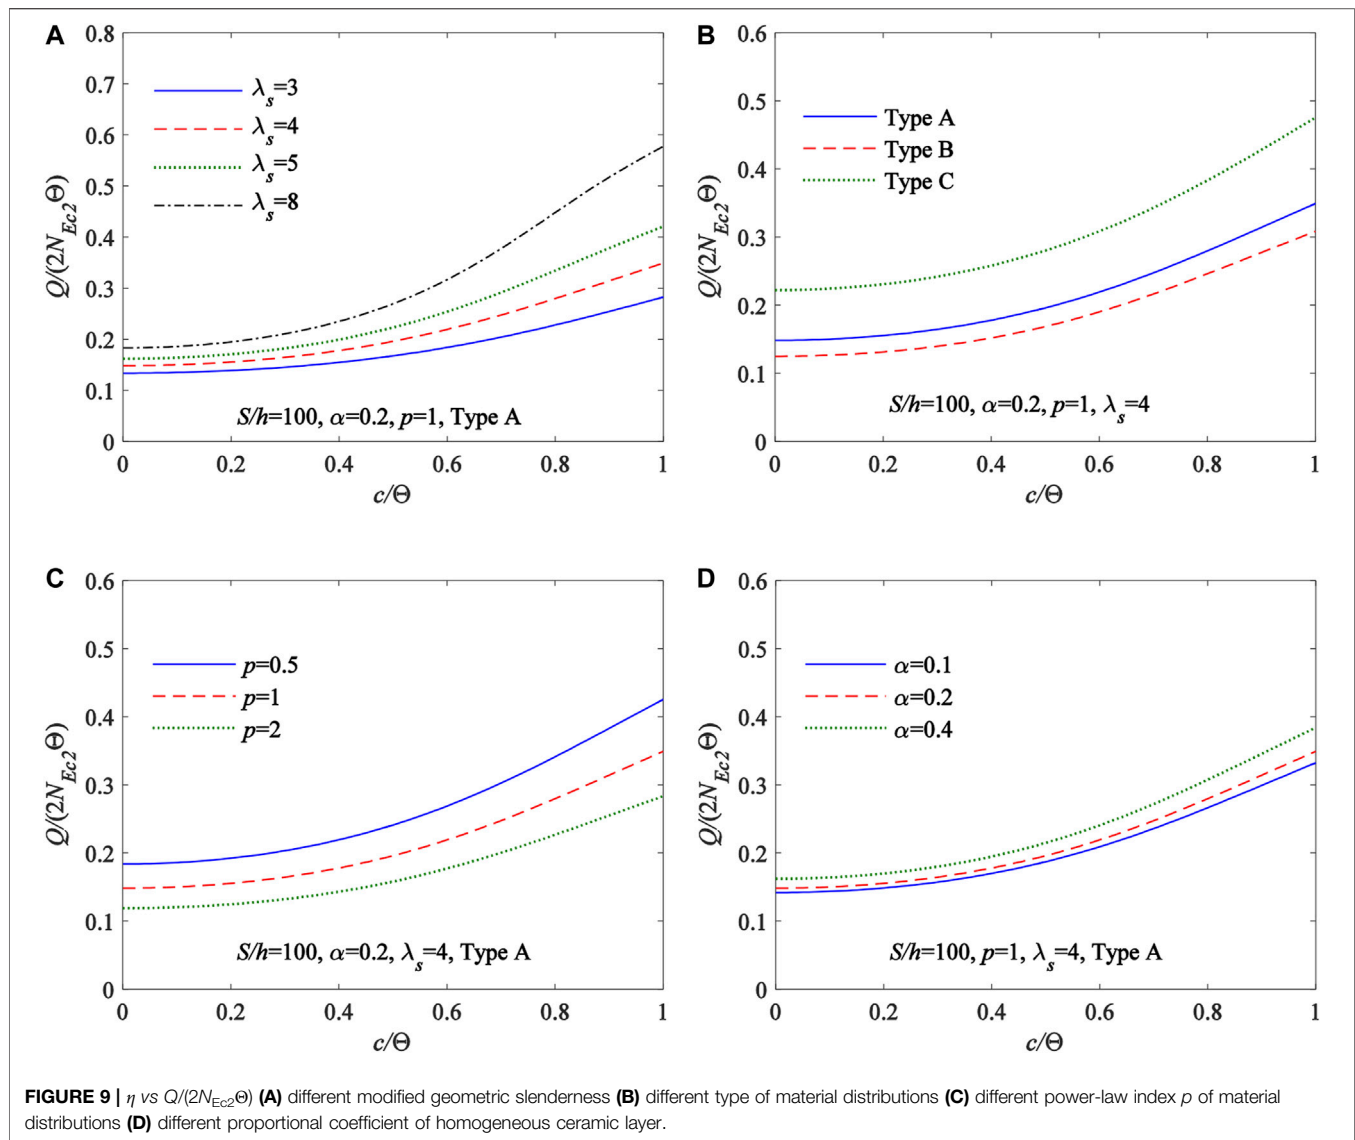 A
0.8
0.7
0.6
0.5
0.4
0.3
0.2
0.1
0
Q/(2N_Ec2 Θ)
λ_s=3
λ_s=4
λ_s=5
λ_s=8
S/h=100, α=0.2, p=1, Type A
0 0.2 0.4 0.6 0.8 1
c/Θ
B
0.6
0.5
0.4
0.3
0.2
0.1
0
Q/(2N_Ec2 Θ)
Type A
Type B
Type C
S/h=100, α=0.2, p=1, λ_s=4
0 0.2 0.4 0.6 0.8 1
c/Θ
C
0.6
0.5
0.4
0.3
0.2
0.1
0
Q/(2N_Ec2 Θ)
p=0.5
p=1
p=2
S/h=100, α=0.2, λ_s=4, Type A
0 0.2 0.4 0.6 0.8 1
c/Θ
D
0.6
0.5
0.4
0.3
0.2
0.1
0
Q/(2N_Ec2 Θ)
α=0.1
α=0.2
α=0.4
S/h=100, p=1, λ_s=4, Type A
0 0.2 0.4 0.6 0.8 1
c/Θ
FIGURE 9 | η vs Q/(2N_Ec2Θ) (A) different modified geometric slenderness (B) different type of material distributions (C) different power-law index p of material
distributions (D) different proportional coefficient of homogeneous ceramic layer.